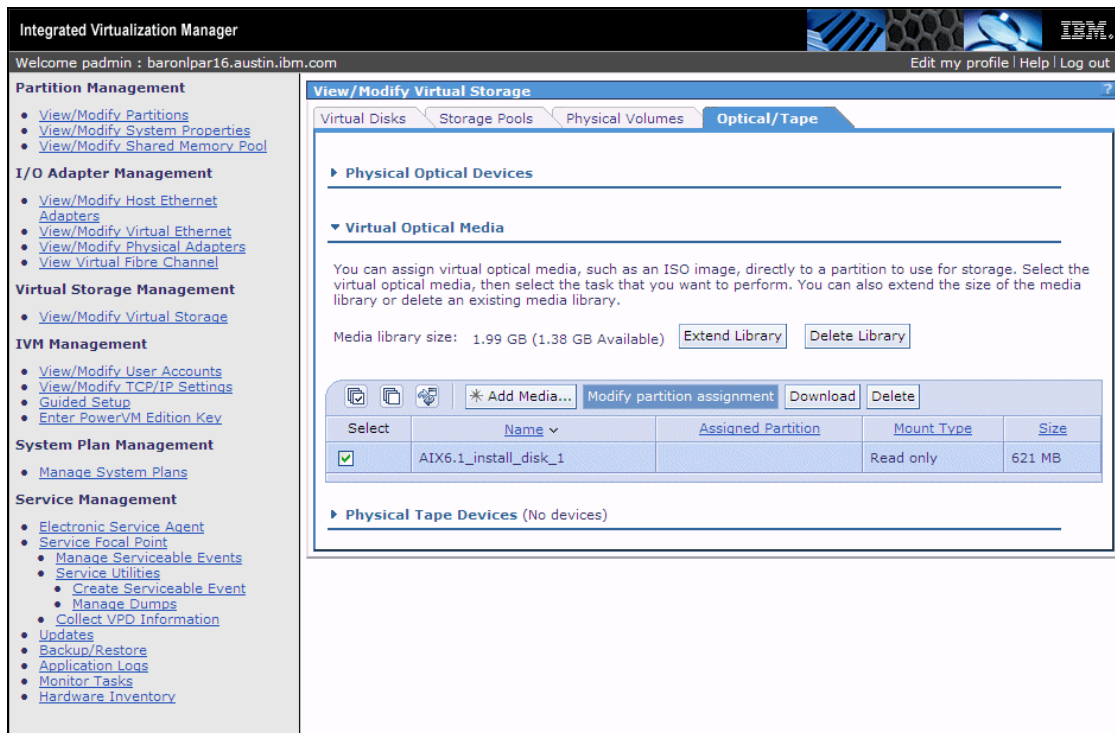 Integrated Virtualization Manager
IBM.
Welcome padmin : baronlpar16.austin.ibm.com
Edit my profile | Help | Log out
Partition Management
View/Modify Partitions
View/Modify System Properties
View/Modify Shared Memory Pool
I/O Adapter Management
View/Modify Host Ethernet
Adapters
View/Modify Virtual Ethernet
View/Modify Physical Adapters
View Virtual Fibre Channel
Virtual Storage Management
View/Modify Virtual Storage
IVM Management
View/Modify User Accounts
View/Modify TCP/IP Settings
Guided Setup
Enter PowerVM Edition Key
System Plan Management
Manage System Plans
Service Management
Electronic Service Agent
Service Focal Point
Manage Serviceable Events
Service Utilities
Create Serviceable Event
Manage Dumps
Collect VPD Information
Updates
Backup/Restore
Application Logs
Monitor Tasks
Hardware Inventory
View/Modify Virtual Storage ?
Virtual Disks Storage Pools Physical Volumes Optical/Tape
Physical Optical Devices
Virtual Optical Media
You can assign virtual optical media, such as an ISO image, directly to a partition to use for storage. Select the
virtual optical media, then select the task that you want to perform. You can also extend the size of the media
library or delete an existing media library.
Media library size: 1.99 GB (1.38 GB Available) Extend Library Delete Library
Add Media... Modify partition assignment Download Delete
Select Name Assigned Partition Mount Type Size
AIX6.1_install_disk_1 Read only 621 MB
Physical Tape Devices (No devices)